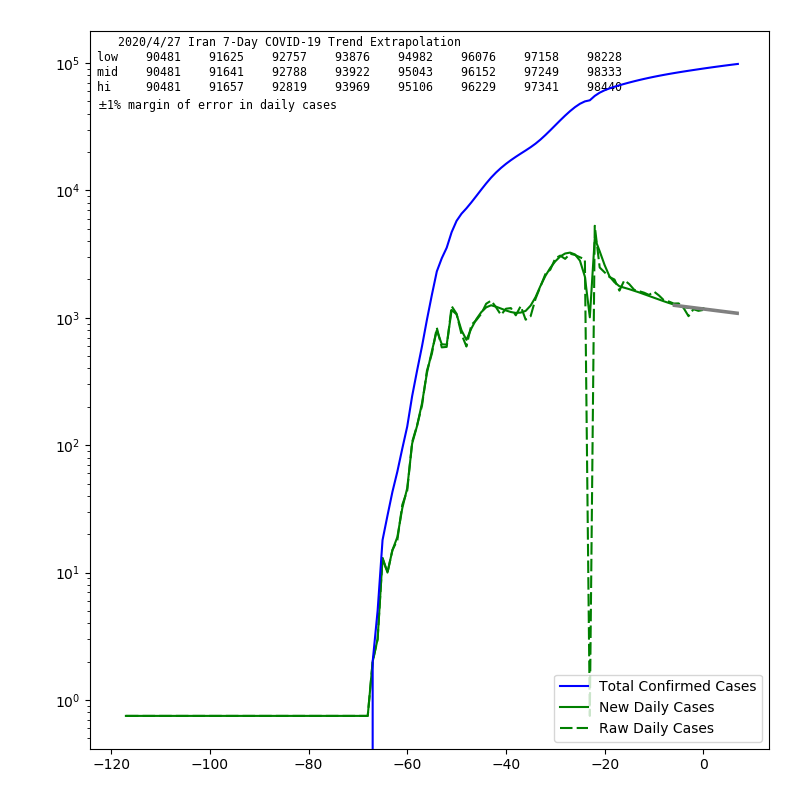 2020/4/27 Iran 7-Day COVID-19 Trend Extrapolation
low 90481 91625 92757 93876 94982 96076 97158 98228
mid 90481 91641 92788 93922 95043 96152 97249 98333
hi 90481 91657 92819 93969 95106 96229 97341 98440
±1% margin of error in daily cases
10^5
10^4
10^3
10^2
10^1
10^0
Total Confirmed Cases
New Daily Cases
Raw Daily Cases
−120 −100 −80 −60 −40 −20 0